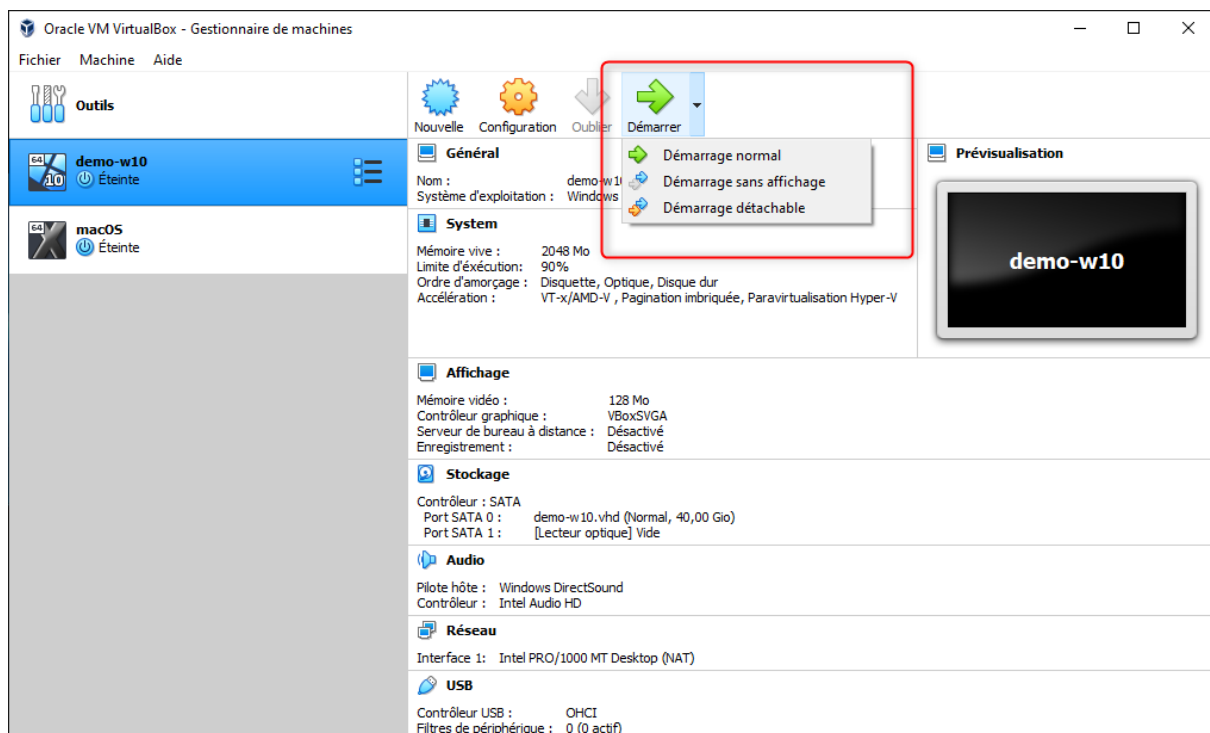 Oracle VM VirtualBox - Gestionnaire de machines
Fichier Machine Aide
Outils
Nouvelle Configuration Oublier Démarrer
64
10
demo-w10
Éteinte
64
macOS
Éteinte
Démarrage normal
Démarrage sans affichage
Démarrage détachable
Général
Nom : demo-w1
Système d'exploitation : Windows
Prévisualisation
demo-w10
System
Mémoire vive : 2048 Mo
Limite d'éxécution: 90%
Ordre d'amorçage : Disquette, Optique, Disque dur
Accélération : VT-x/AMD-V , Pagination imbriquée, Paravirtualisation Hyper-V
Affichage
Mémoire vidéo : 128 Mo
Contrôleur graphique : VBoxSVGA
Serveur de bureau à distance : Désactivé
Enregistrement : Désactivé
Stockage
Contrôleur : SATA
Port SATA 0 : demo-w10.vhd (Normal, 40,00 Gio)
Port SATA 1 : [Lecteur optique] Vide
Audio
Pilote hôte : Windows DirectSound
Contrôleur : Intel Audio HD
Réseau
Interface 1: Intel PRO/1000 MT Desktop (NAT)
USB
Contrôleur USB : OHCI
Filtres de périphérique : 0 (0 actif)